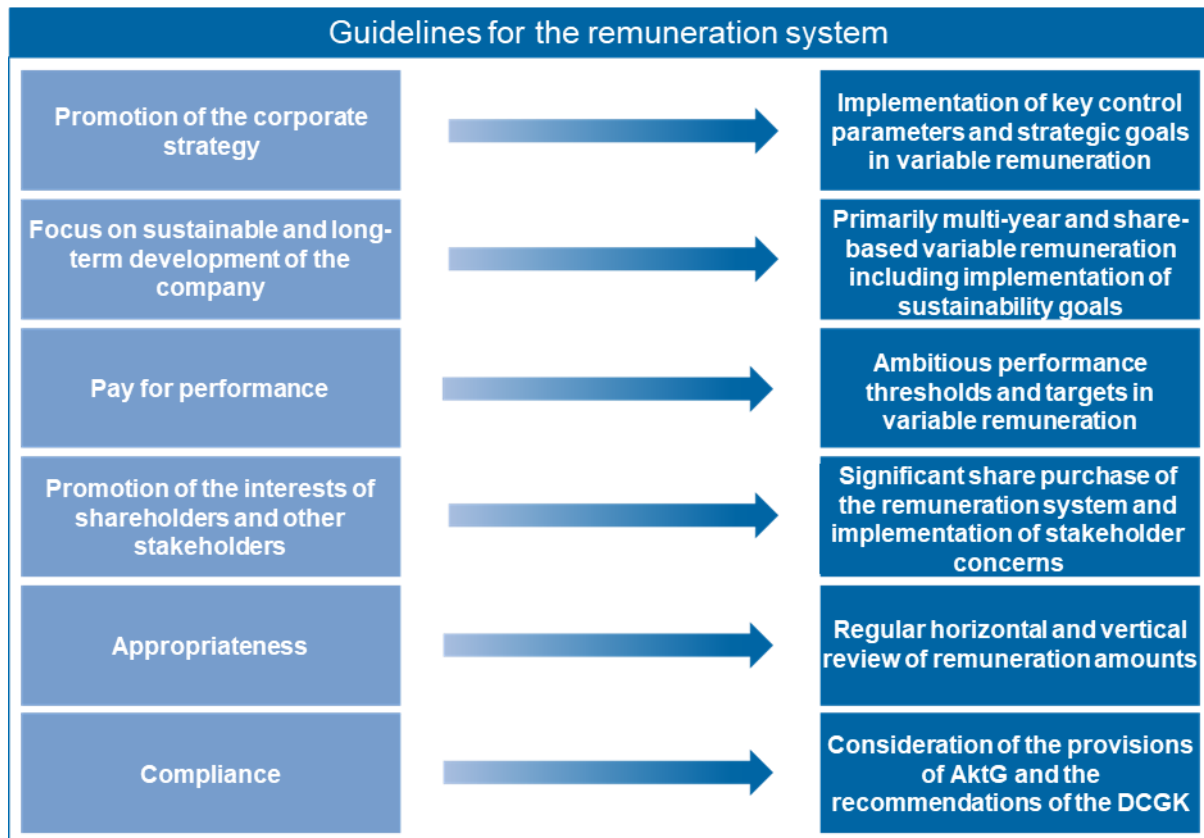 Guidelines for the remuneration system
Promotion of the corporate
strategy
Implementation of key control
parameters and strategic goals
in variable remuneration
Focus on sustainable and long-
term development of the
company
Primarily multi-year and share-
based variable remuneration
including implementation of
sustainability goals
Pay for performance
Ambitious performance
thresholds and targets in
variable remuneration
Promotion of the interests of
shareholders and other
stakeholders
Significant share purchase of
the remuneration system and
implementation of stakeholder
concerns
Appropriateness
Regular horizontal and vertical
review of remuneration amounts
Compliance
Consideration of the provisions
of AktG and the
recommendations of the DCGK